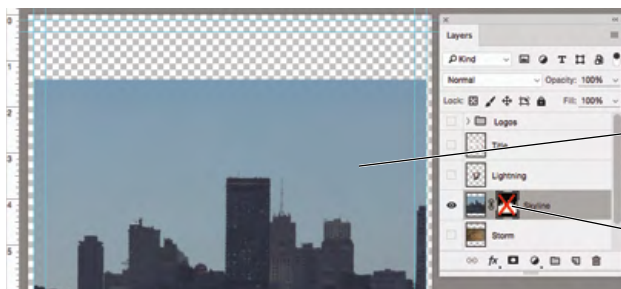 Layers
Kind
Normal Opacity: 100%
Lock: Fill: 100%
Logos
Title
Lightning
Skyline
Storm
fx
0
1
2
3
4
5